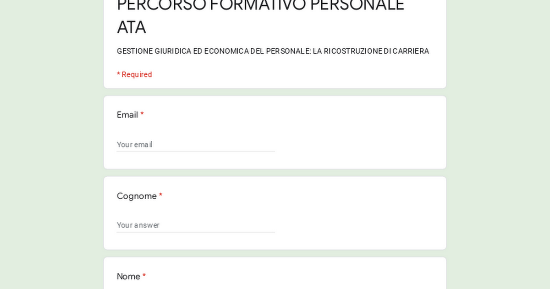 PERCORSO FORMATIVO PERSONALE
ATA
GESTIONE GIURIDICA ED ECONOMICA DEL PERSONALE: LA RICOSTRUZIONE DI CARRIERA
* Required
Email *
Your email
Cognome *
Your answer
Nome *